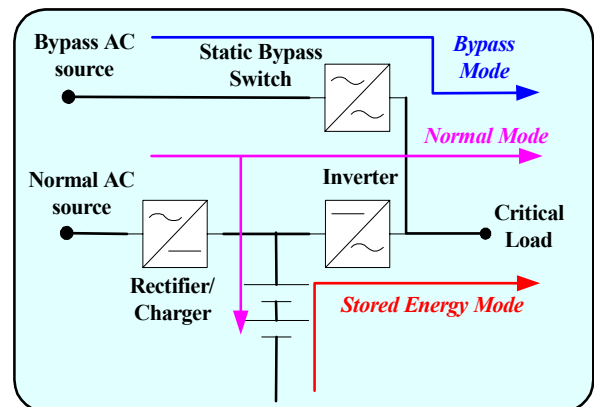 Bypass AC
source
Static Bypass
Switch
Bypass
Mode
Normal Mode
Normal AC
source
Inverter
Critical
Load
Rectifier/
Charger
Stored Energy Mode